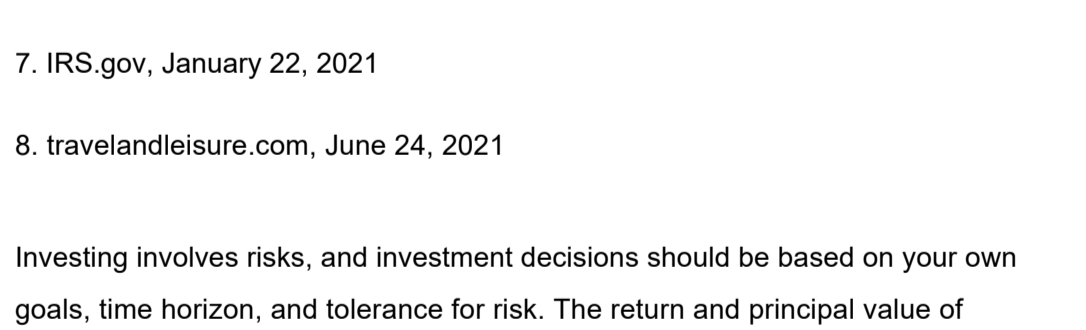 7. IRS.gov, January 22, 2021
8. travelandleisure.com, June 24, 2021
Investing involves risks, and investment decisions should be based on your own
goals, time horizon, and tolerance for risk. The return and principal value of